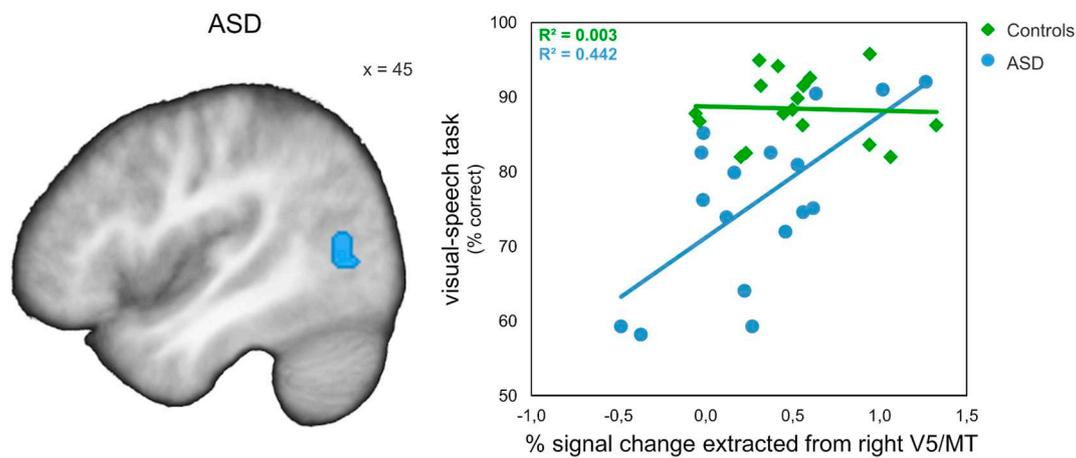 ASD
x = 45
R² = 0.003
R² = 0.442
Controls
ASD
visual-speech task
(% correct)
100
90
80
70
60
50
-1,0
-0,5
0,0
0,5
1,0
1,5
% signal change extracted from right V5/MT